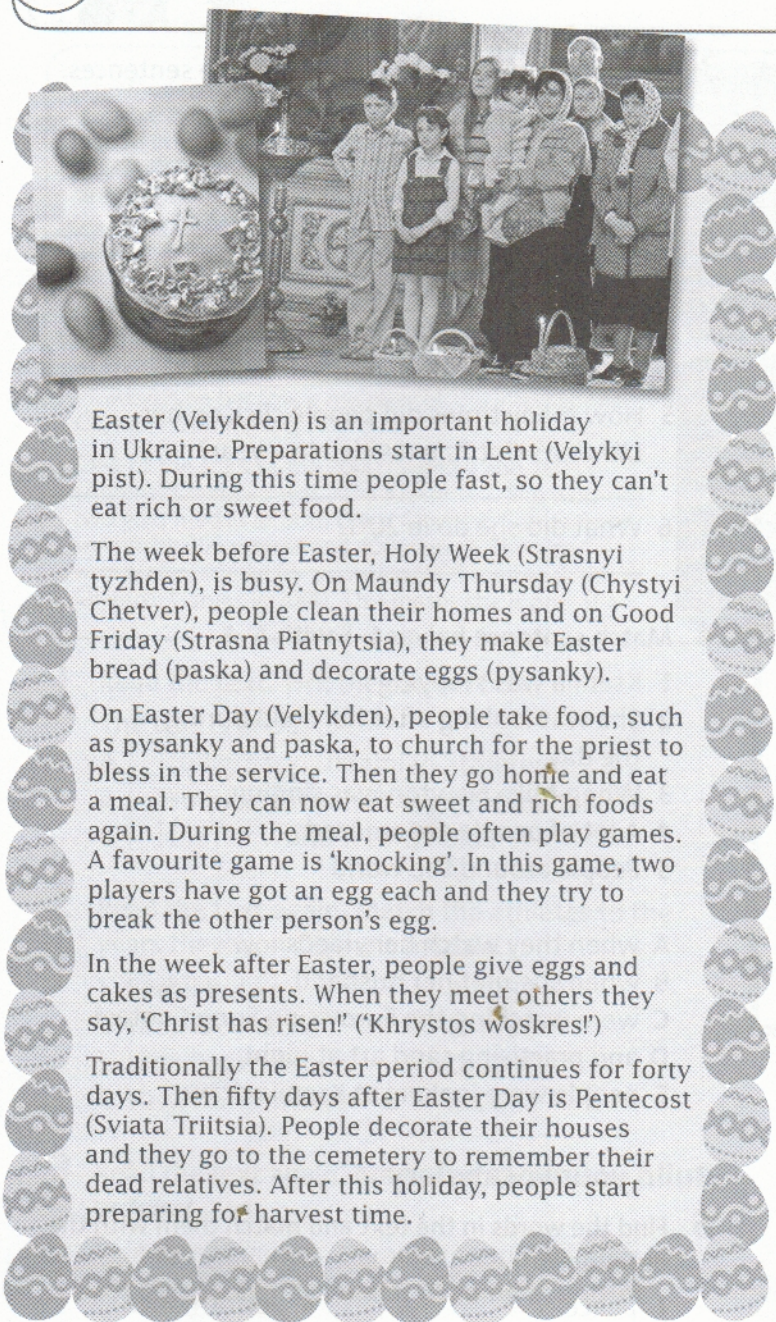 Easter (Velykden) is an important holiday
in Ukraine. Preparations start in Lent (Velykyi
pist). During this time people fast, so they can't
eat rich or sweet food.
The week before Easter, Holy Week (Strasnyi
tyzhden), is busy. On Maundy Thursday (Chystyi
Chetver), people clean their homes and on Good
Friday (Strasna Piatnytsia), they make Easter
bread (paska) and decorate eggs (pysanky).
On Easter Day (Velykden), people take food, such
as pysanky and paska, to church for the priest to
bless in the service. Then they go home and eat
a meal. They can now eat sweet and rich foods
again. During the meal, people often play games.
A favourite game is ‘knocking’. In this game, two
players have got an egg each and they try to
break the other person's egg.
In the week after Easter, people give eggs and
cakes as presents. When they meet others they
say, ‘Christ has risen!’ (‘Khrystos woskres!’)
Traditionally the Easter period continues for forty
days. Then fifty days after Easter Day is Pentecost
(Sviata Triitsia). People decorate their houses
and they go to the cemetery to remember their
dead relatives. After this holiday, people start
preparing for harvest time.